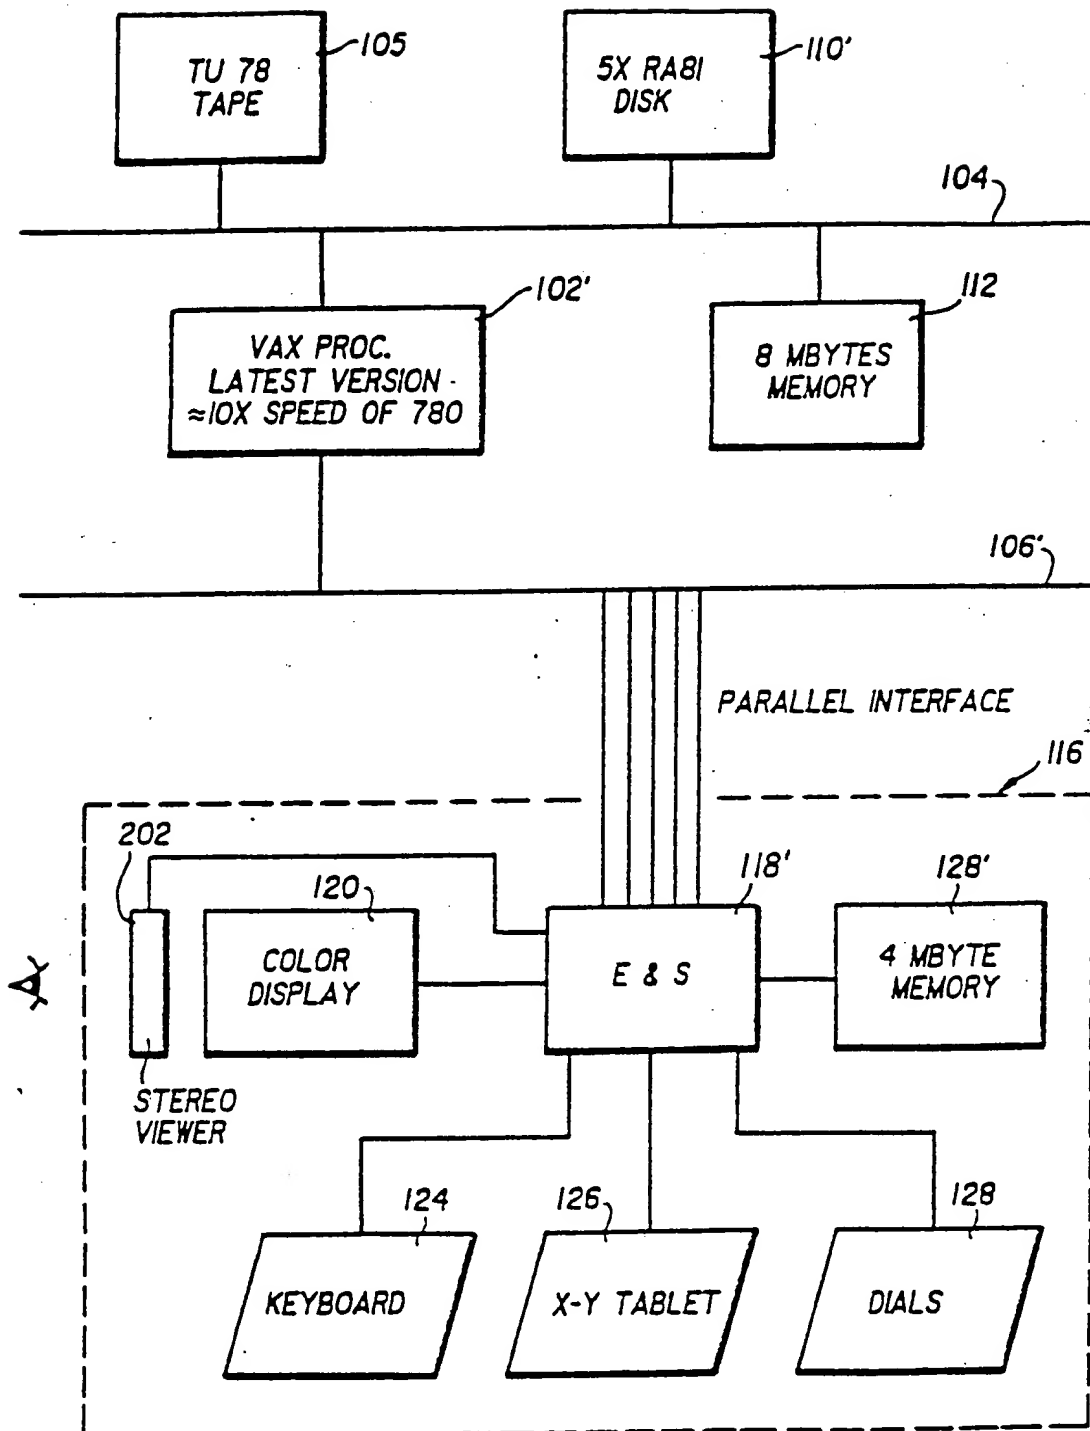 105
TU 78
TAPE
110'
5X RA81
DISK
104
102'
VAX PROC.
LATEST VERSION -
≈10X SPEED OF 780
112
8 MBYTES
MEMORY
106'
PARALLEL INTERFACE
116
202
120
COLOR
DISPLAY
118'
E & S
128'
4 MBYTE
MEMORY
STEREO
VIEWER
124
KEYBOARD
126
X-Y TABLET
128
DIALS